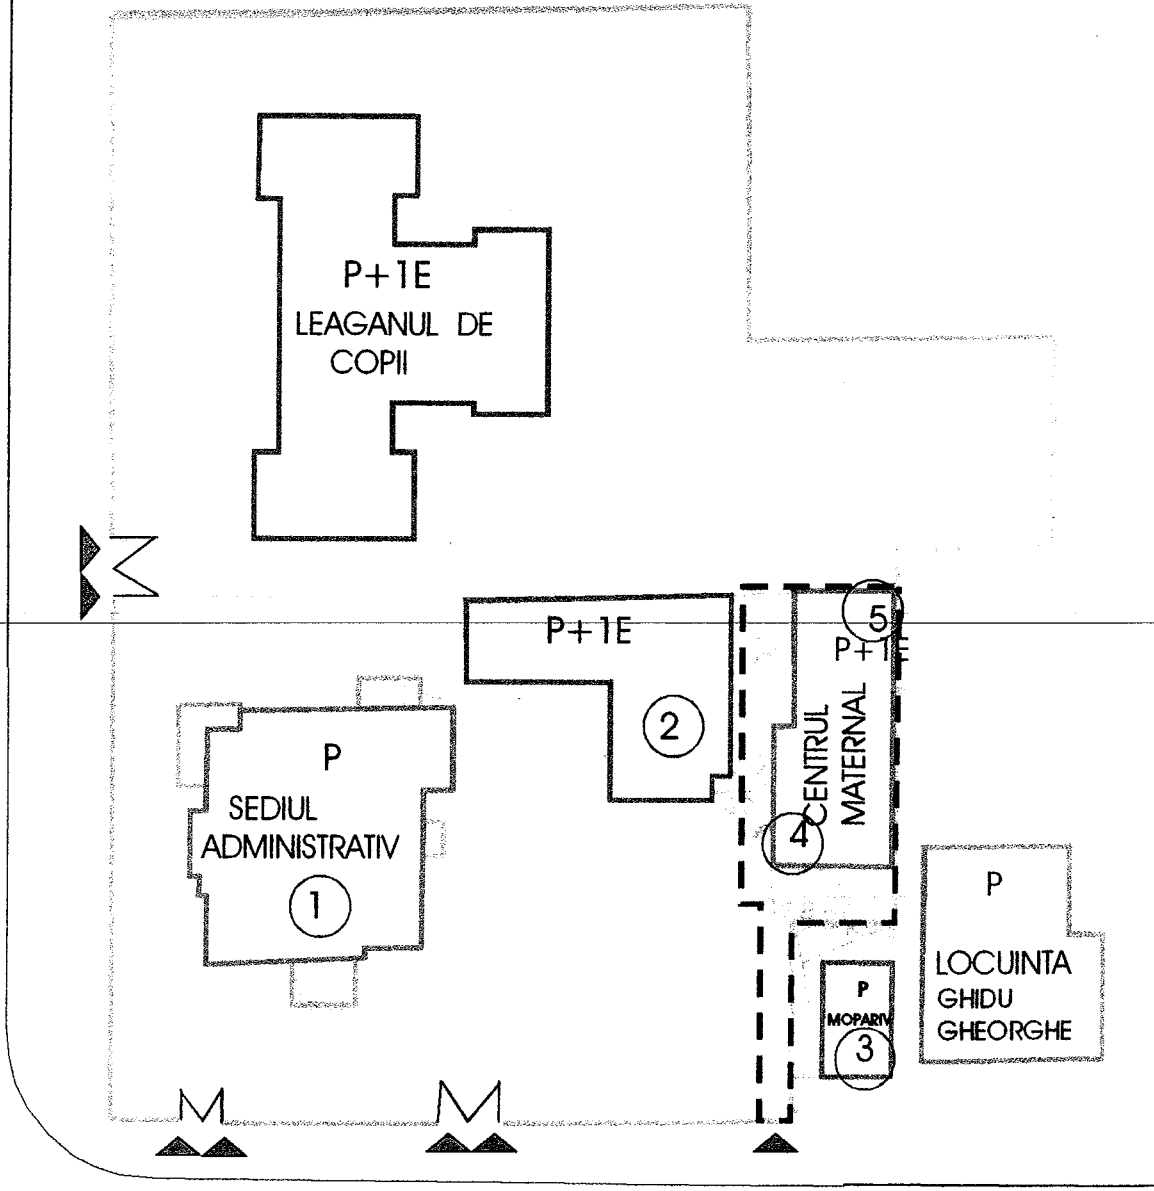 P+1E
LEAGANUL DE
COPII
P+1E
2
5
P+1E
CENTRUL
MATERNAL
4
P
SEDIUL
ADMINISTRATIV
1
P
LOCUINTA
GHIDU
GHEORGHE
P
MOPARIV
3